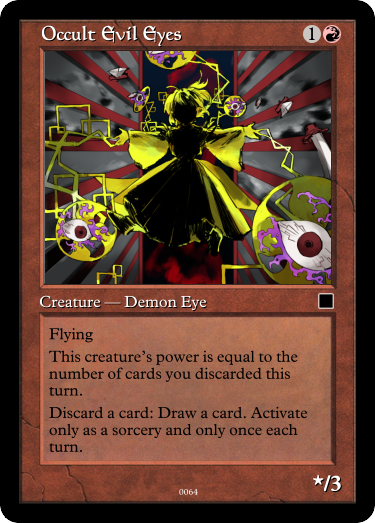 Occult Evil Eyes 1
Creature — Demon Eye
Flying
This creature's power is equal to the
number of cards you discarded this
turn.
Discard a card: Draw a card. Activate
only as a sorcery and only once each
turn.
*/3
0064